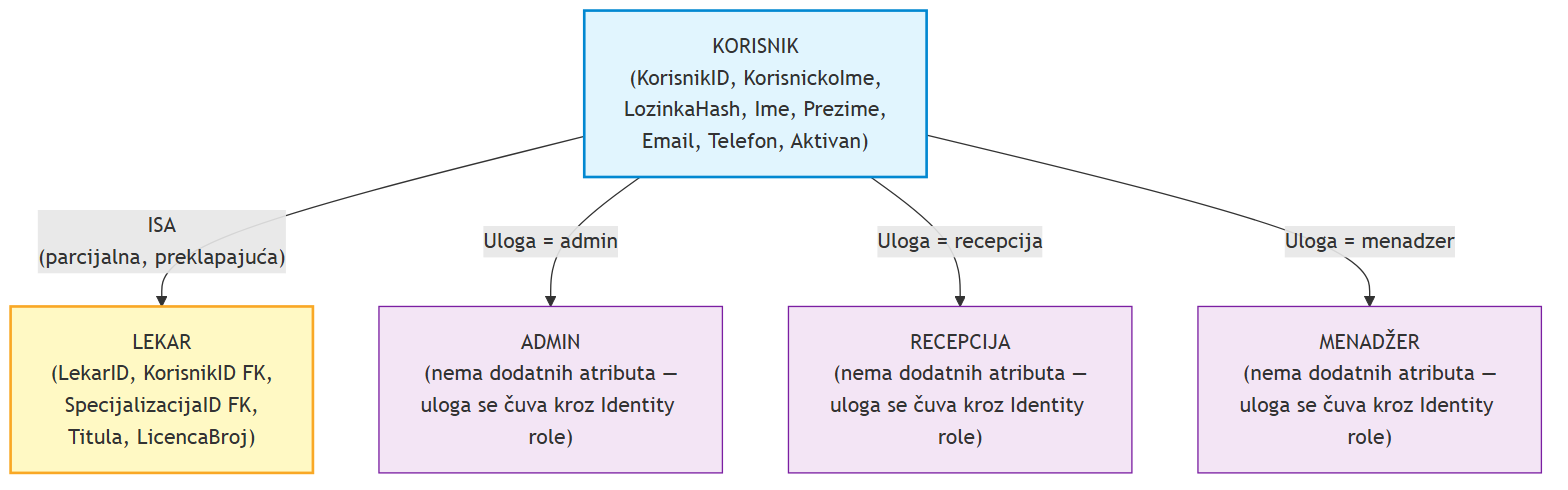 KORISNIK
(KorisnikID, KorisnickoIme,
LozinkaHash, Ime, Prezime,
Email, Telefon, Aktivan)
ISA
(parcijalna, preklapajuća)
Uloga = admin
Uloga = recepcija
Uloga = menadzer
LEKAR
(LekarID, KorisnikID FK,
SpecijalizacijaID FK,
Titula, LicencaBroj)
ADMIN
(nema dodatnih atributa —
uloga se čuva kroz Identity
role)
RECEPCIJA
(nema dodatnih atributa —
uloga se čuva kroz Identity
role)
MENADŽER
(nema dodatnih atributa —
uloga se čuva kroz Identity
role)